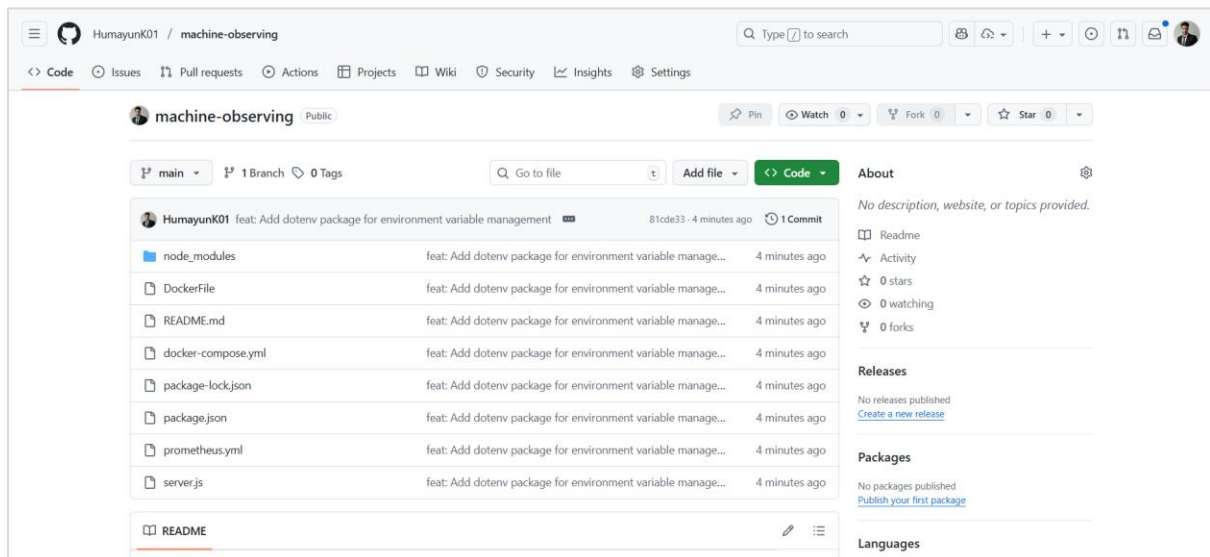 HumayunK01 / machine-observing
Type / to search
Code Issues Pull requests Actions Projects Wiki Security Insights Settings
machine-observing Public
Pin Watch 0 Fork 0 Star 0
main 1 Branch 0 Tags
Go to file t
Add file
Code
HumayunK01 feat: Add dotenv package for environment variable management
81cde33 · 4 minutes ago 1 Commit
node_modules feat: Add dotenv package for environment variable manage... 4 minutes ago
DockerFile feat: Add dotenv package for environment variable manage... 4 minutes ago
README.md feat: Add dotenv package for environment variable manage... 4 minutes ago
docker-compose.yml feat: Add dotenv package for environment variable manage... 4 minutes ago
package-lock.json feat: Add dotenv package for environment variable manage... 4 minutes ago
package.json feat: Add dotenv package for environment variable manage... 4 minutes ago
prometheus.yml feat: Add dotenv package for environment variable manage... 4 minutes ago
server.js feat: Add dotenv package for environment variable manage... 4 minutes ago
README
About
No description, website, or topics provided.
Readme
Activity
0 stars
0 watching
0 forks
Releases
No releases published
Create a new release
Packages
No packages published
Publish your first package
Languages